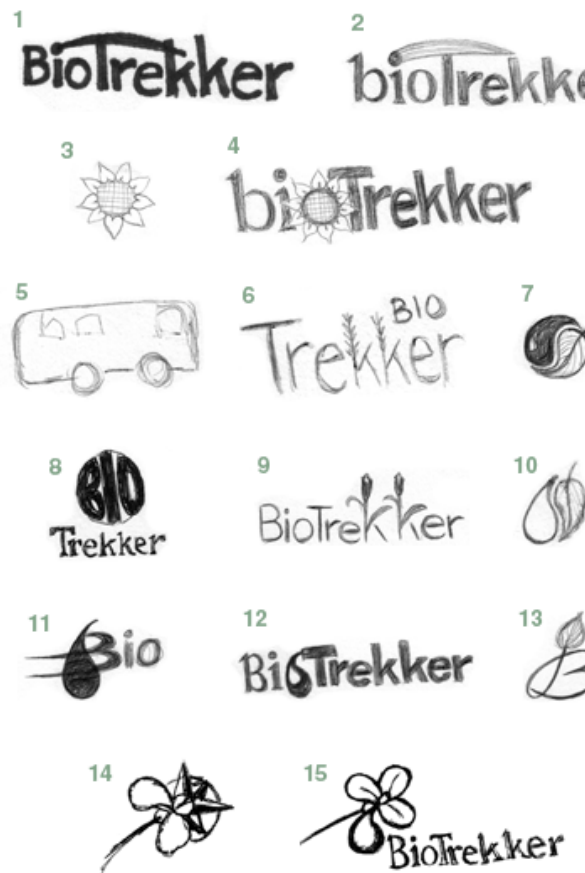 1
BioTrekker
2
bioTrekke
3
4
bioTrekker
5
6
BIO
Trekker
7
8
BIO
Trekker
9
BioTrekker
10
11
Bio
12
BioTrekker
13
14
15
BioTrekker